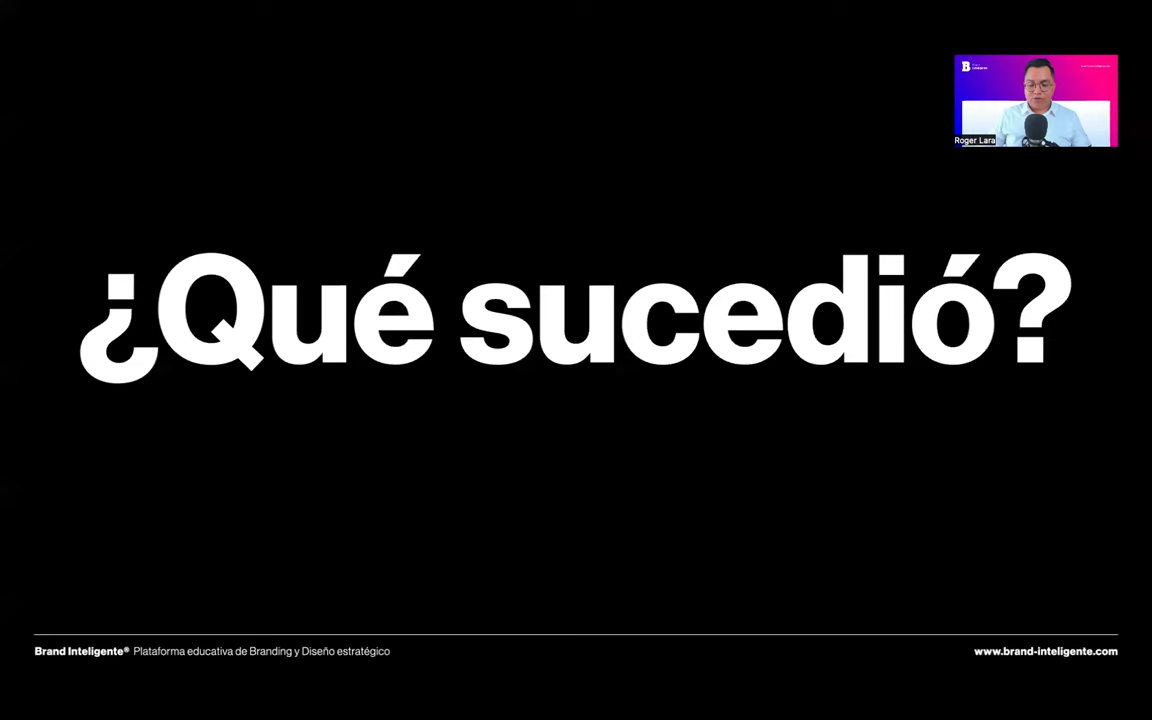 Roger Lara
¿Qué sucedió?
Brand Inteligente® Plataforma educativa de Branding y Diseño estratégico
www.brand-inteligente.com